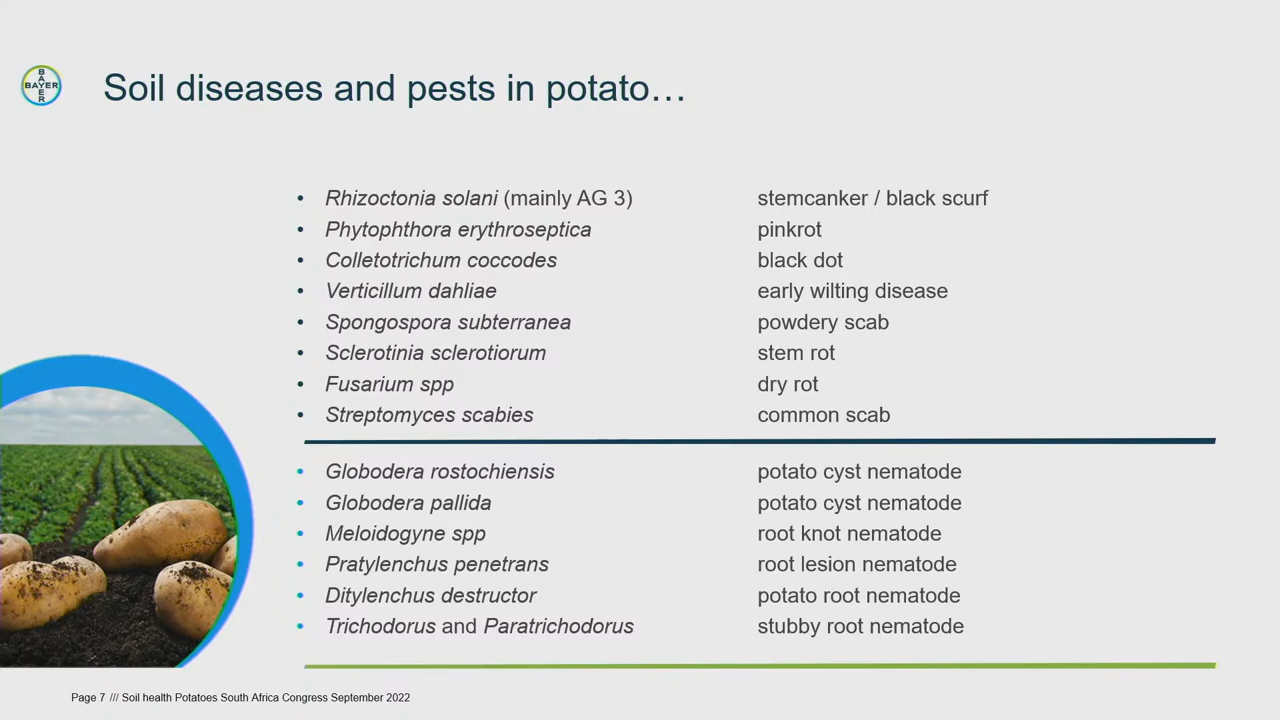 BAYER
BAYER
Soil diseases and pests in potato…
• Rhizoctonia solani (mainly AG 3) stemcanker / black scurf
• Phytophthora erythroseptica pinkrot
• Colletotrichum coccodes black dot
• Verticillum dahliae early wilting disease
• Spongospora subterranea powdery scab
• Sclerotinia sclerotiorum stem rot
• Fusarium spp dry rot
• Streptomyces scabies common scab
• Globodera rostochiensis potato cyst nematode
• Globodera pallida potato cyst nematode
• Meloidogyne spp root knot nematode
• Pratylenchus penetrans root lesion nematode
• Ditylenchus destructor potato root nematode
• Trichodorus and Paratrichodorus stubby root nematode
Page 7 /// Soil health Potatoes South Africa Congress September 2022